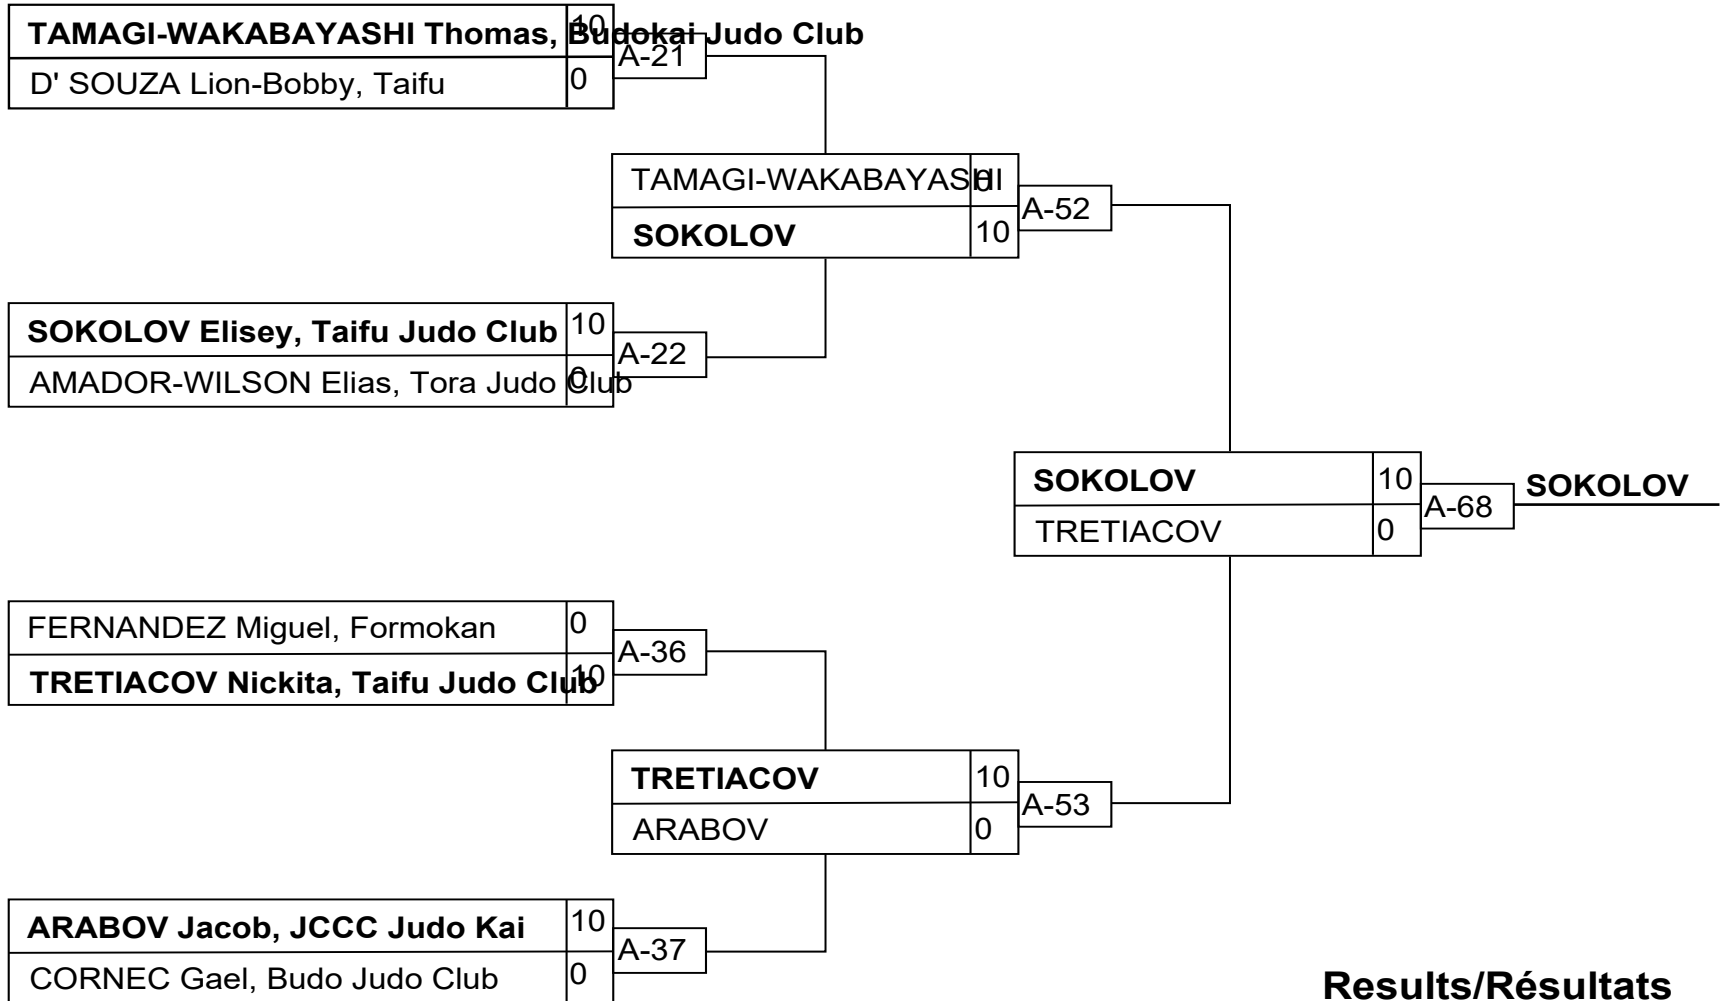 TAMAGI-WAKABAYASHI Thomas, Budokai Judo Club 10
A-21
D' SOUZA Lion-Bobby, Taifu 0
TAMAGI-WAKABAYASHI 0
A-52
SOKOLOV 10
SOKOLOV Elisey, Taifu Judo Club 10
A-22
AMADOR-WILSON Elias, Tora Judo Club 0
SOKOLOV 10
A-68
SOKOLOV
TRETIACOV 0
FERNANDEZ Miguel, Formokan 0
A-36
TRETIACOV Nickita, Taifu Judo Club 10
TRETIACOV 10
A-53
ARABOV 0
ARABOV Jacob, JCCC Judo Kai 10
A-37
CORNEC Gael, Budo Judo Club 0
Results/Résultats